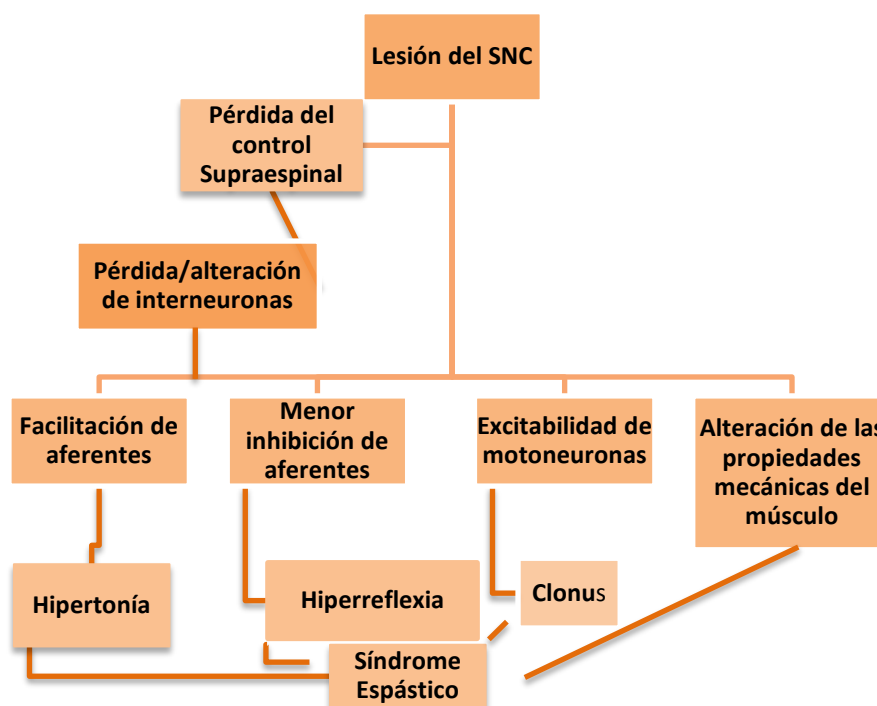 Lesión del SNC
Pérdida del
control
Supraespinal
Pérdida/alteración
de interneuronas
Facilitación de
aferentes
Menor
inhibición de
aferentes
Excitabilidad de
motoneuronas
Alteración de las
propiedades
mecánicas del
músculo
Hipertonía
Hiperreflexia
Clonus
Síndrome
Espástico